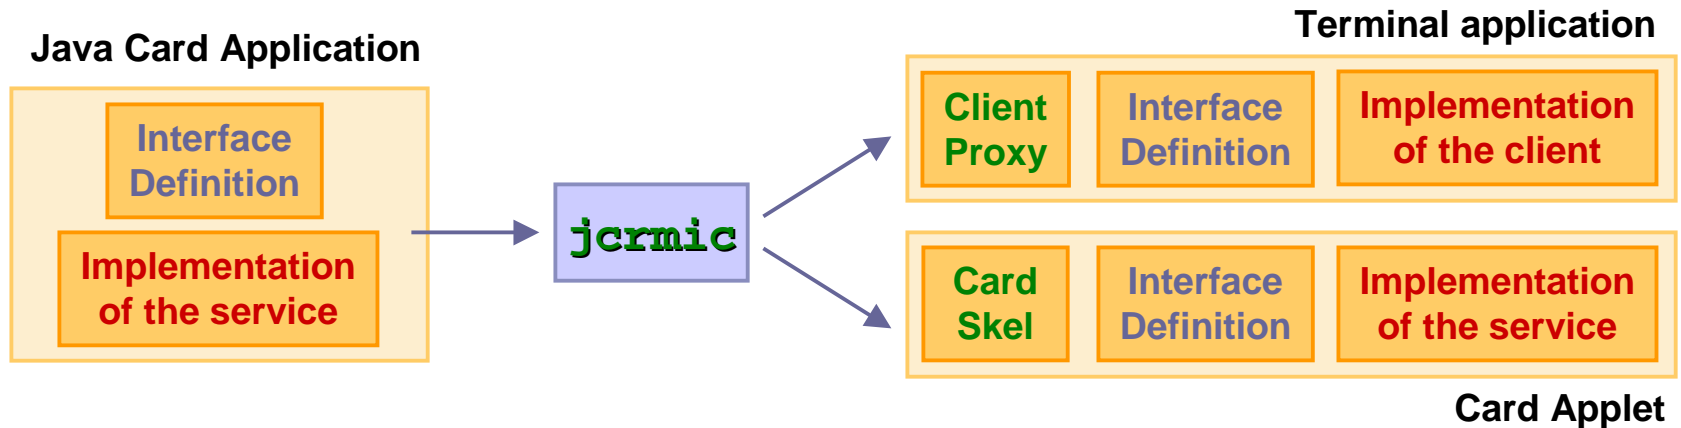 Java Card Application
Interface
Definition
Implementation
of the service
jcrmic
Terminal application
Client
Proxy
Interface
Definition
Implementation
of the client
Card
Skel
Interface
Definition
Implementation
of the service
Card Applet